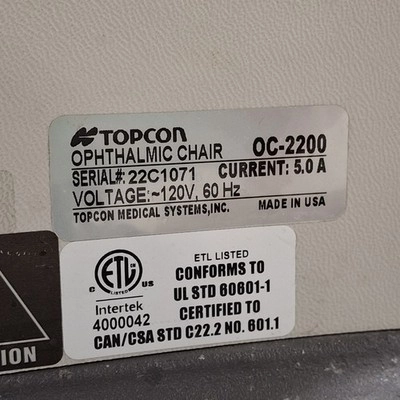 TOPCON
OPHTHALMIC CHAIR OC-2200
SERIAL#: 22C1071 CURRENT: 5.0 A
VOLTAGE:~120V, 60 Hz
TOPCON MEDICAL SYSTEMS,INC. MADE IN USA
ETL LISTED
CONFORMS TO
UL STD 60601-1
CERTIFIED TO
CAN/CSA STD C22.2 NO. 601.1
C ETL US
LISTED
Intertek
4000042